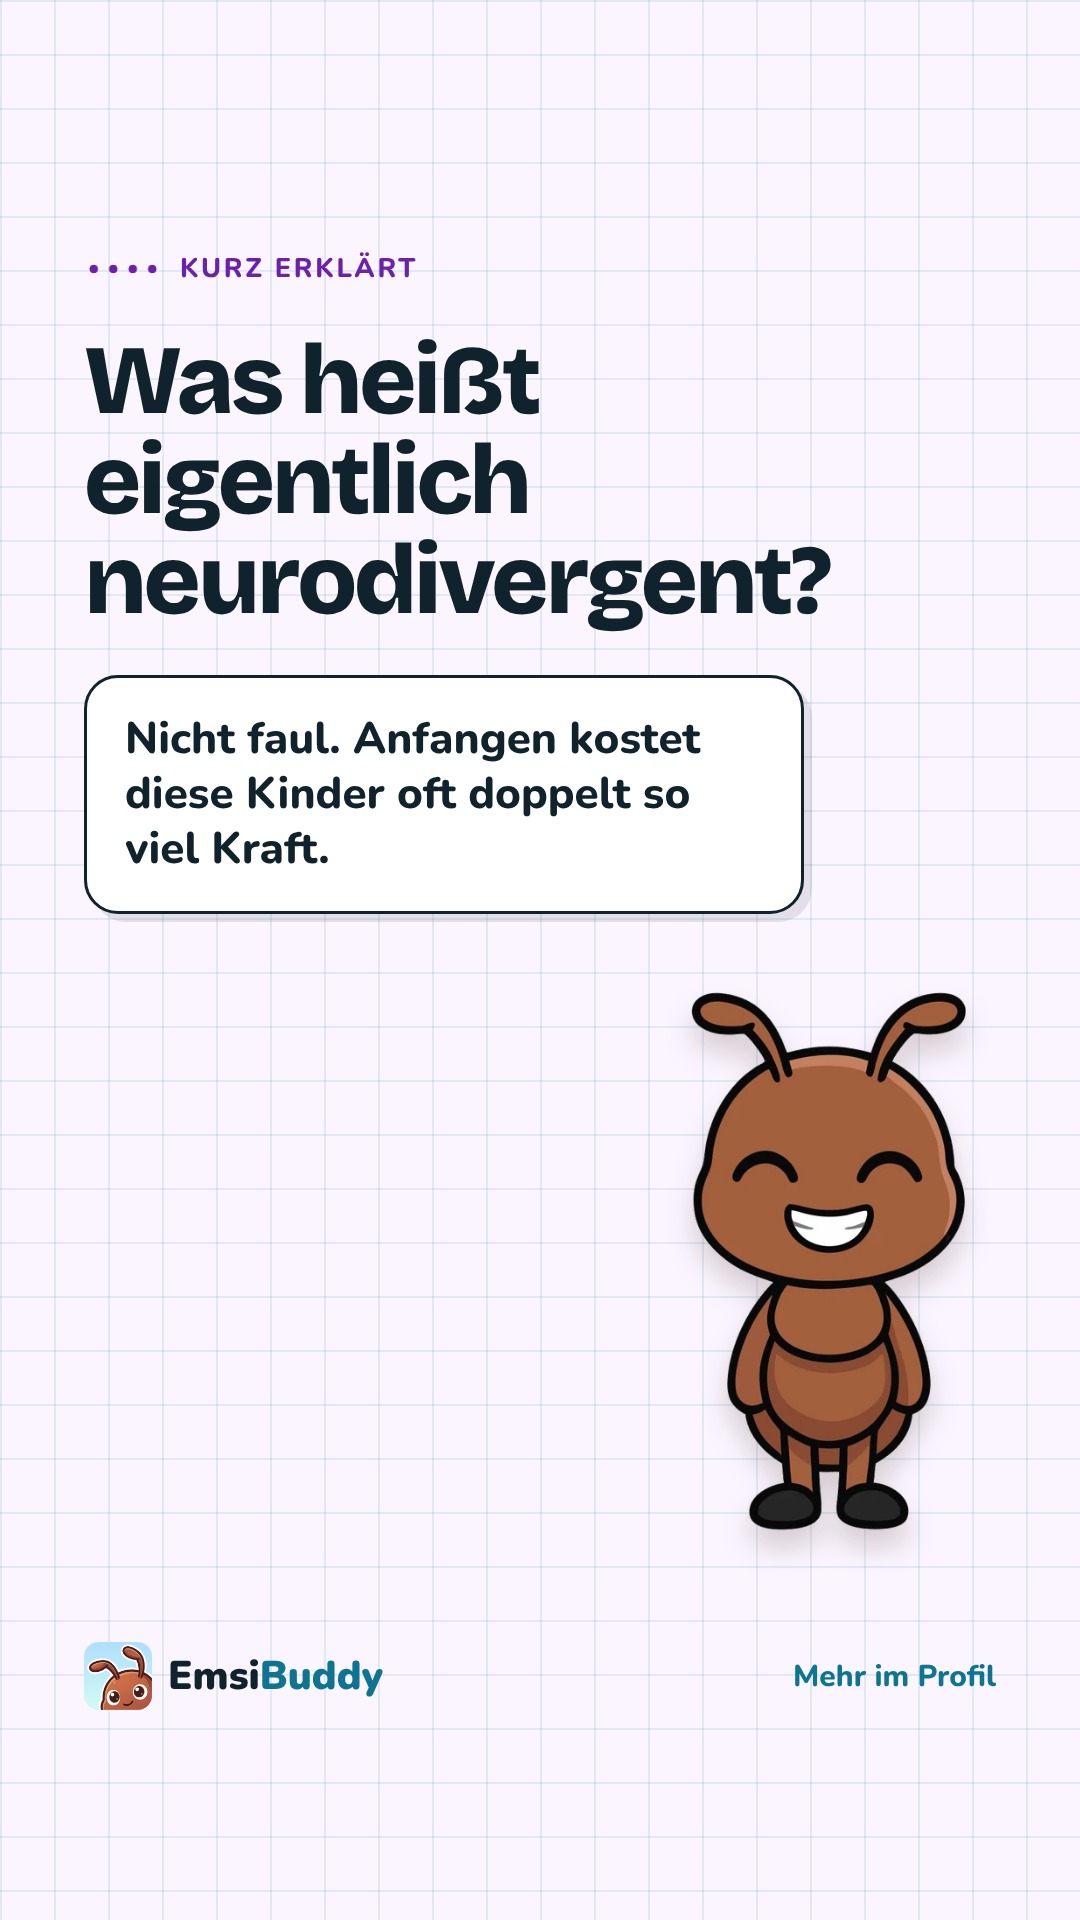 KURZ ERKLÄRT
Was heißt
eigentlich
neurodivergent?
Nicht faul. Anfangen kostet
diese Kinder oft doppelt so
viel Kraft.
EmsiBuddy
Mehr im Profil